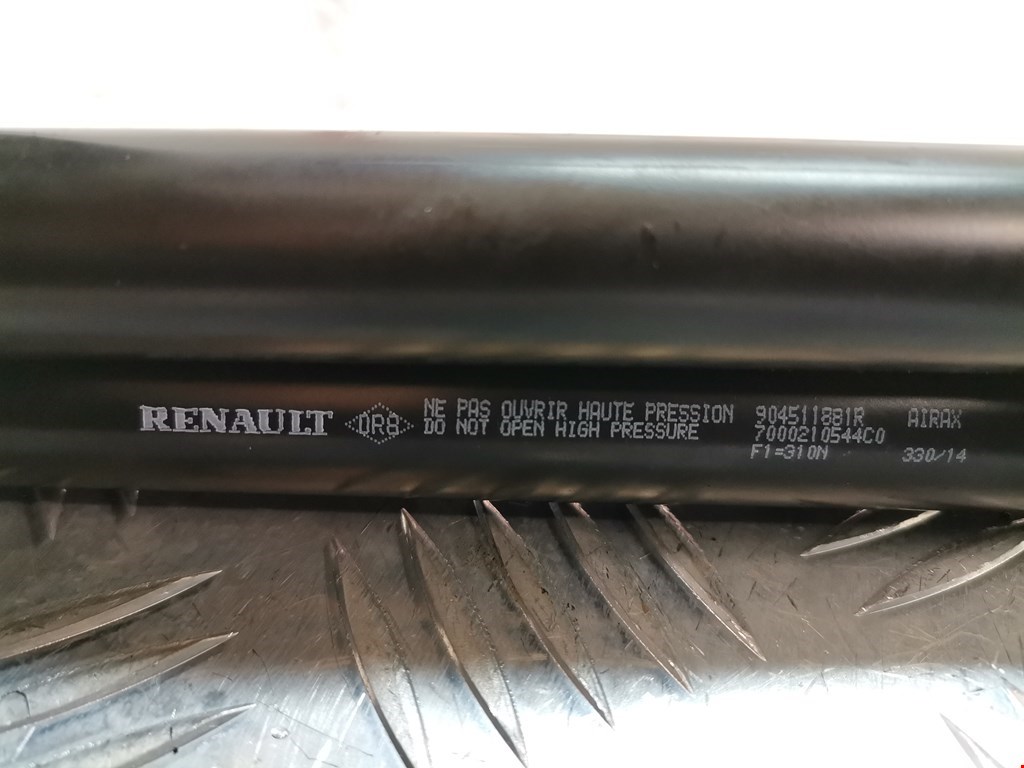 RENAULT
DR8
NE PAS OUVRIR HAUTE PRESSION
DO NOT OPEN HIGH PRESSURE
904511881R
7000210544C0
F1=310N
AIRAX
330/14